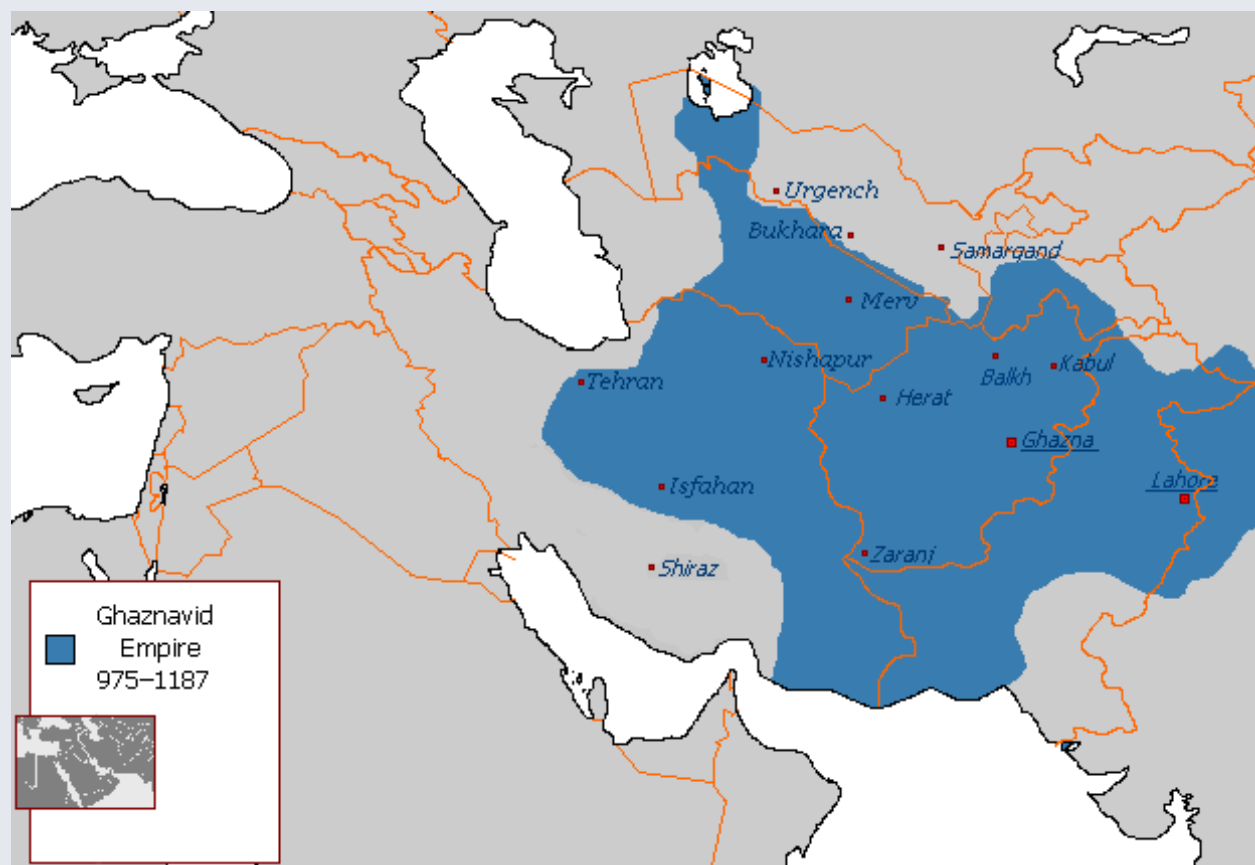 Urgench
Bukhara
Samarqand
Merv
Nishapur
Tehran
Balkh
Kabul
Herat
Ghazna
Isfahan
Lahore
Zaranj
Shiraz
Ghaznavid
Empire
975-1187